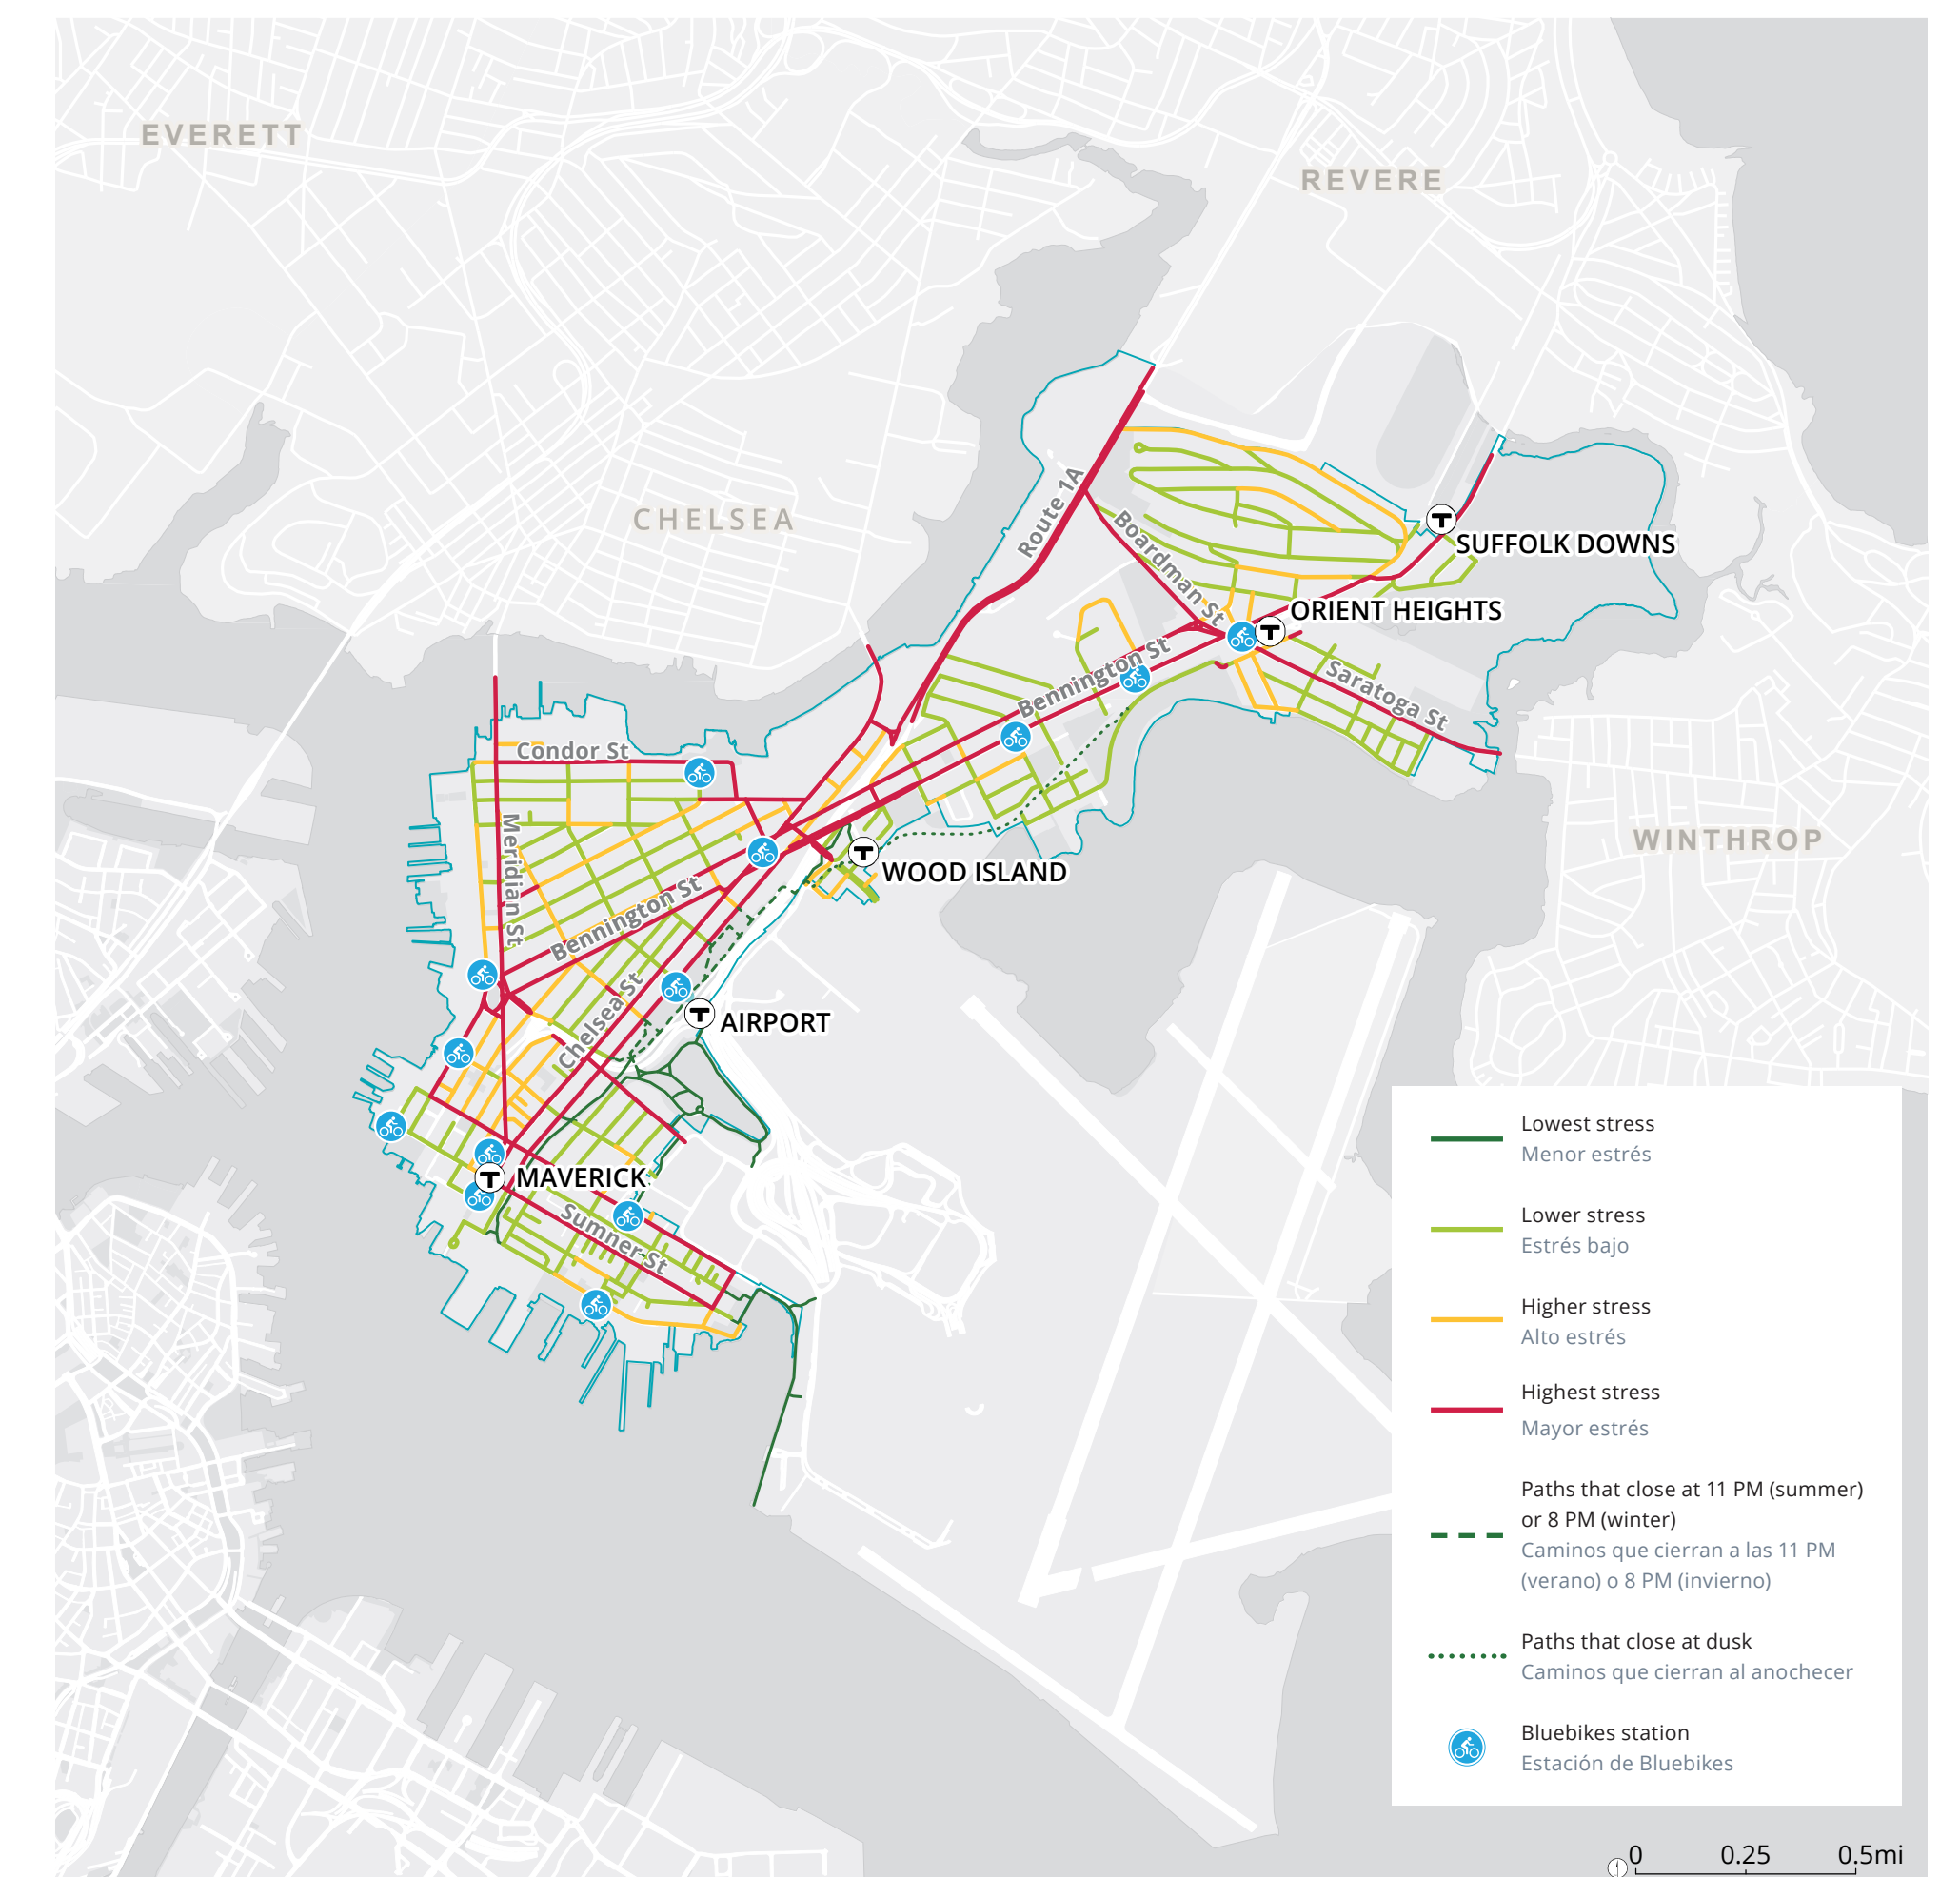 EVERETT
REVERE
CHELSEA
Route 1A
Boardman St
SUFFOLK DOWNS
ORIENT HEIGHTS
Bennington St
Saratoga St
Condor St
Meridian St
WINTHROP
WOOD ISLAND
Bennington St
Chelsea St
AIRPORT
MAVERICK
Sumner St
Lowest stress
Menor estrés
Lower stress
Estrés bajo
Higher stress
Alto estrés
Highest stress
Mayor estrés
Paths that close at 11 PM (summer)
or 8 PM (winter)
Caminos que cierran a las 11 PM
(verano) o 8 PM (invierno)
Paths that close at dusk
Caminos que cierran al anochecer
Bluebikes station
Estación de Bluebikes
0 0.25 0.5mi